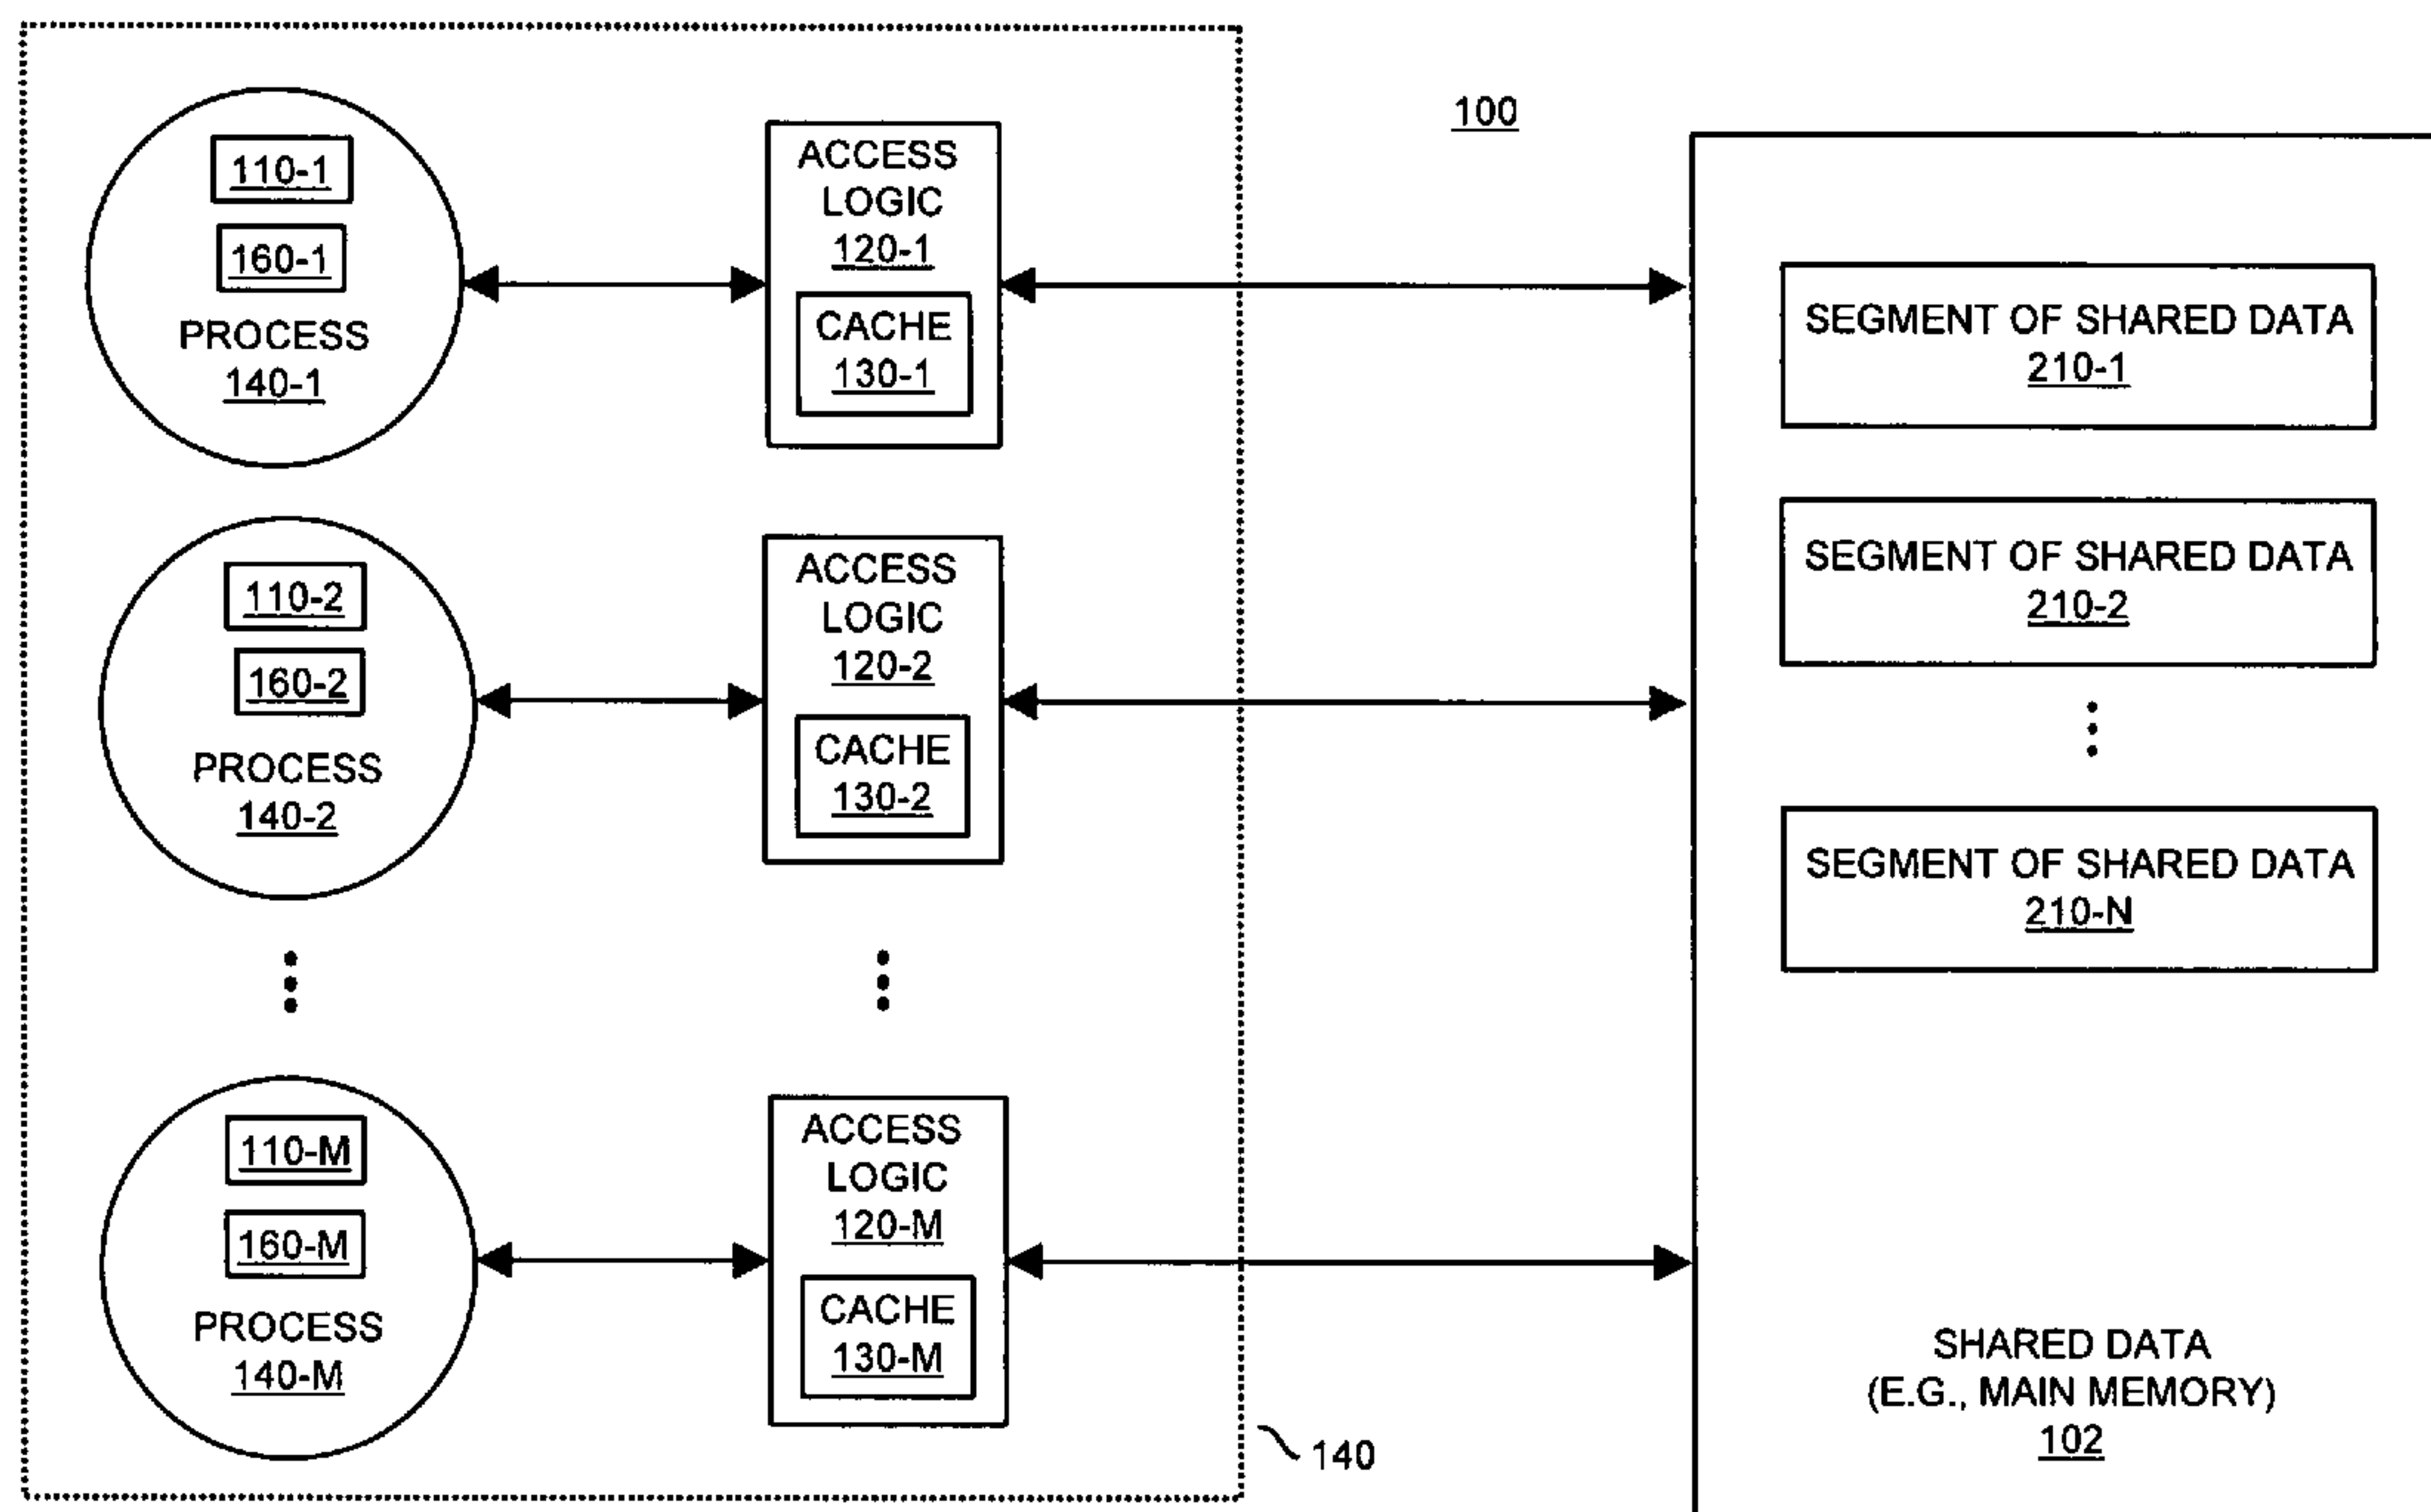 100
110-1
160-1
PROCESS
140-1
ACCESS
LOGIC
120-1
CACHE
130-1
SEGMENT OF SHARED DATA
210-1
110-2
160-2
PROCESS
140-2
ACCESS
LOGIC
120-2
CACHE
130-2
SEGMENT OF SHARED DATA
210-2
SEGMENT OF SHARED DATA
210-N
110-M
160-M
PROCESS
140-M
ACCESS
LOGIC
120-M
CACHE
130-M
140
SHARED DATA
(E.G., MAIN MEMORY)
102